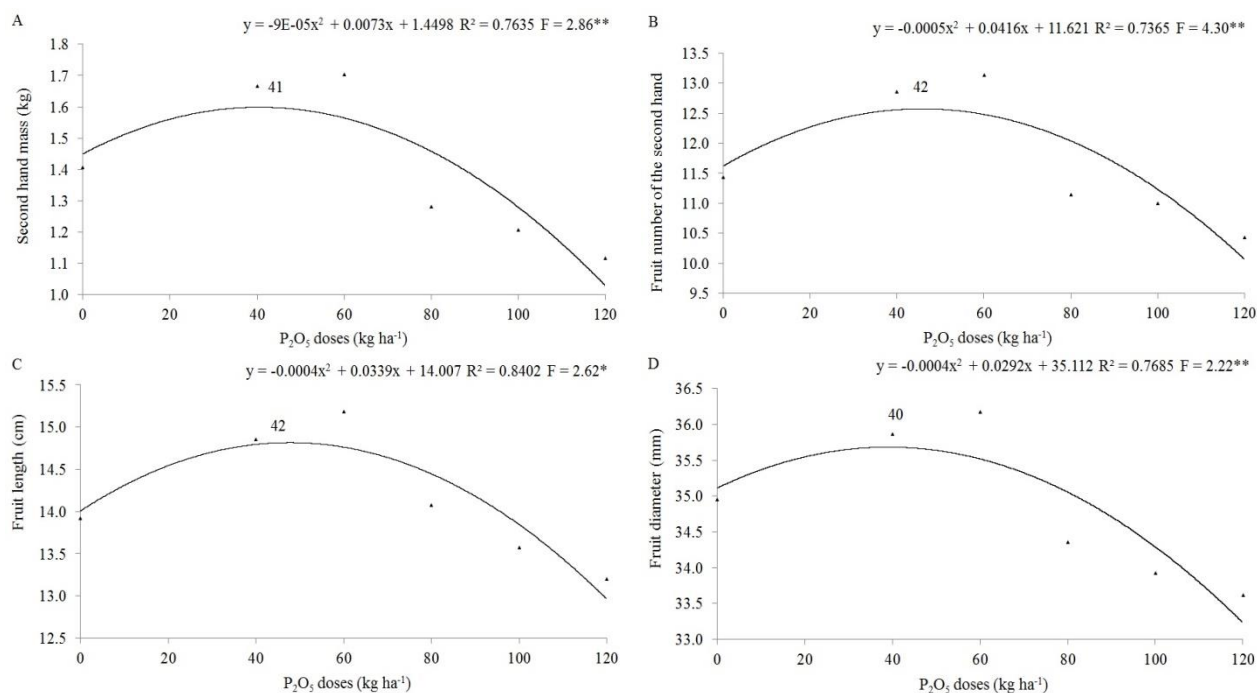 A
y = -9E-05x² + 0.0073x + 1.4498 R² = 0.7635 F = 2.86**
1.8
1.7
1.6
1.5
1.4
1.3
1.2
1.1
1.0
41
Second hand mass (kg)
0 20 40 60 80 100 120
P₂O₅ doses (kg ha⁻¹)
B
y = -0.0005x² + 0.0416x + 11.621 R² = 0.7365 F = 4.30**
13.5
13.0
12.5
12.0
11.5
11.0
10.5
10.0
9.5
42
Fruit number of the second hand
0 20 40 60 80 100 120
P₂O₅ doses (kg ha⁻¹)
C
y = -0.0004x² + 0.0339x + 14.007 R² = 0.8402 F = 2.62*
15.5
15.0
14.5
14.0
13.5
13.0
12.5
42
Fruit length (cm)
0 20 40 60 80 100 120
P₂O₅ doses (kg ha⁻¹)
D
y = -0.0004x² + 0.0292x + 35.112 R² = 0.7685 F = 2.22**
36.5
36.0
35.5
35.0
34.5
34.0
33.5
33.0
40
Fruit diameter (mm)
0 20 40 60 80 100 120
P₂O₅ doses (kg ha⁻¹)